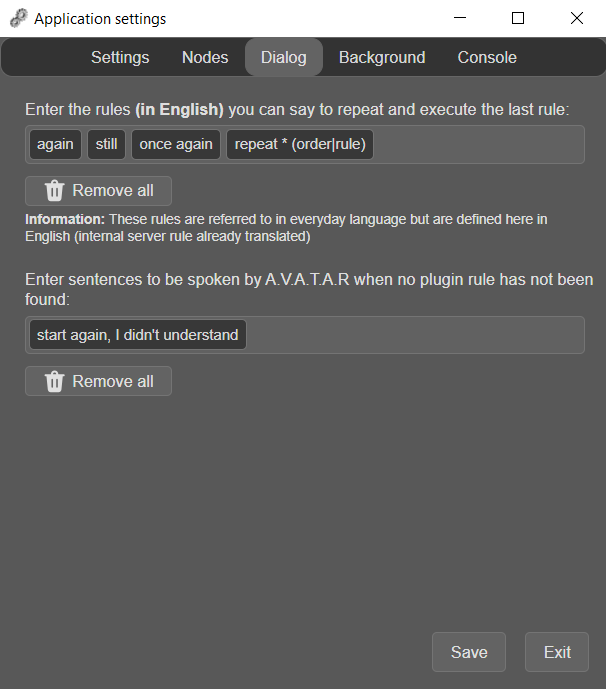 Application settings
Settings Nodes Dialog Background Console
Enter the rules (in English) you can say to repeat and execute the last rule:
again still once again repeat * (order|rule)
Remove all
Information: These rules are referred to in everyday language but are defined here in
English (internal server rule already translated)
Enter sentences to be spoken by A.V.A.T.A.R when no plugin rule has not been
found:
start again, I didn't understand
Remove all
Save Exit